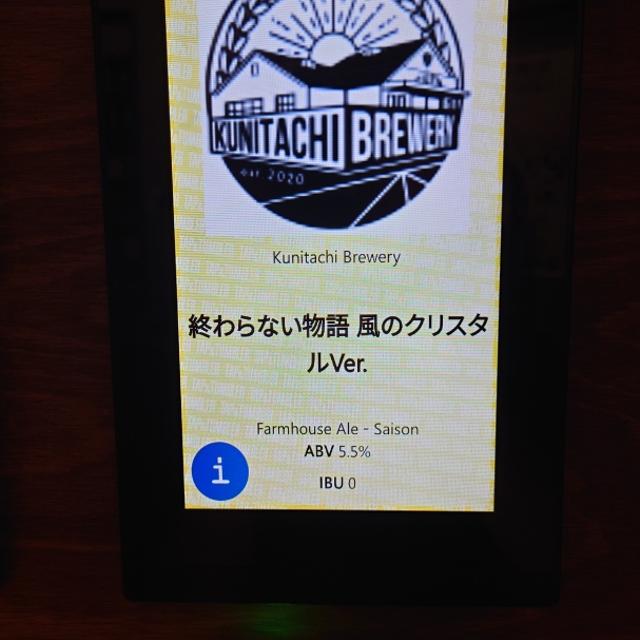 KUNITACHI BREWERY
est 2020
Kunitachi Brewery
終わらない物語 風のクリスタ
ルVer.
Farmhouse Ale - Saison
ABV 5.5%
i
IBU 0